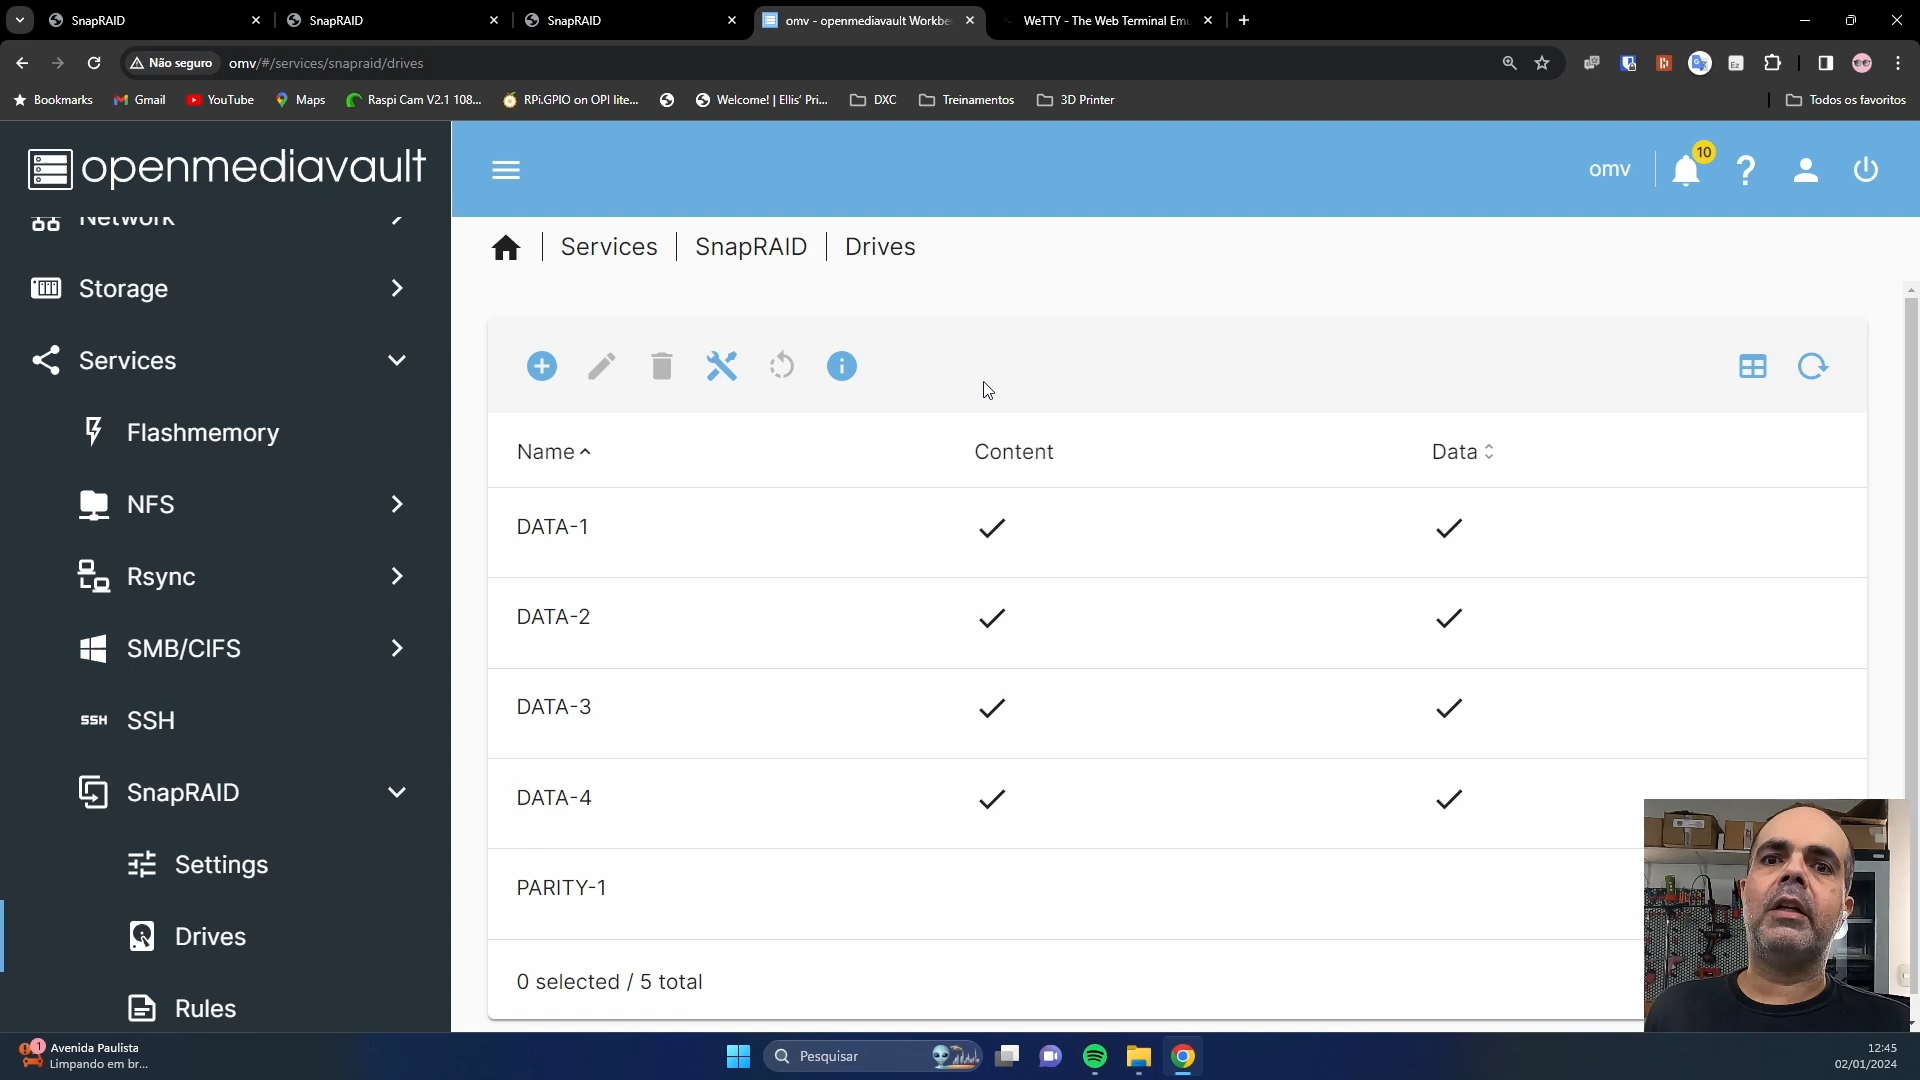 SnapRAID
SnapRAID
SnapRAID
omv - openmediavault Workbe
WeTTY - The Web Terminal Emu
Não seguro
omv/#/services/snapraid/drives
Bookmarks
Gmail
YouTube
Maps
Raspi Cam V2.1 108...
RPi.GPIO on OPI lite...
Welcome! | Ellis' Pri...
DXC
Treinamentos
3D Printer
Todos os favoritos
openmediavault
omv
10
Network
Storage
Services
Flashmemory
NFS
Rsync
SMB/CIFS
SSH SSH
SnapRAID
Settings
Drives
Rules
Services | SnapRAID | Drives
Name Content Data
DATA-1
DATA-2
DATA-3
DATA-4
PARITY-1
0 selected / 5 total
1
Avenida Paulista
Limpando em br...
Pesquisar
12:45
02/01/2024